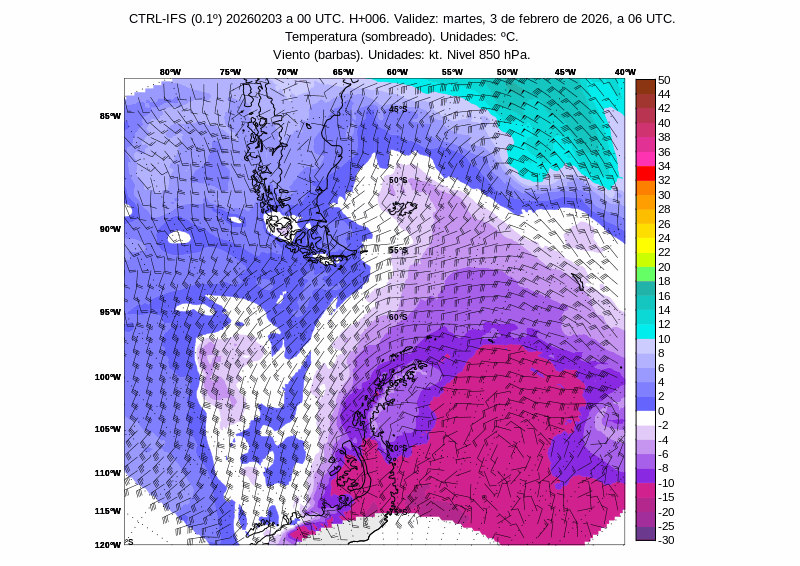 CTRL-IFS (0.1º) 20260203 a 00 UTC. H+006. Validez: martes, 3 de febrero de 2026, a 06 UTC.
Temperatura (sombreado). Unidades: ºC.
Viento (barbas). Unidades: kt. Nivel 850 hPa.
80°W 75°W 70°W 65°W 60°W 55°W 50°W 45°W 40°W
85°W
90°W
95°W
100°W
105°W
110°W
115°W
120°W
45°S
50°S
55°S
60°S
50
44
42
40
38
36
34
32
30
28
26
24
22
20
18
16
14
12
10
8
6
4
2
0
-2
-4
-6
-8
-10
-15
-20
-25
-30